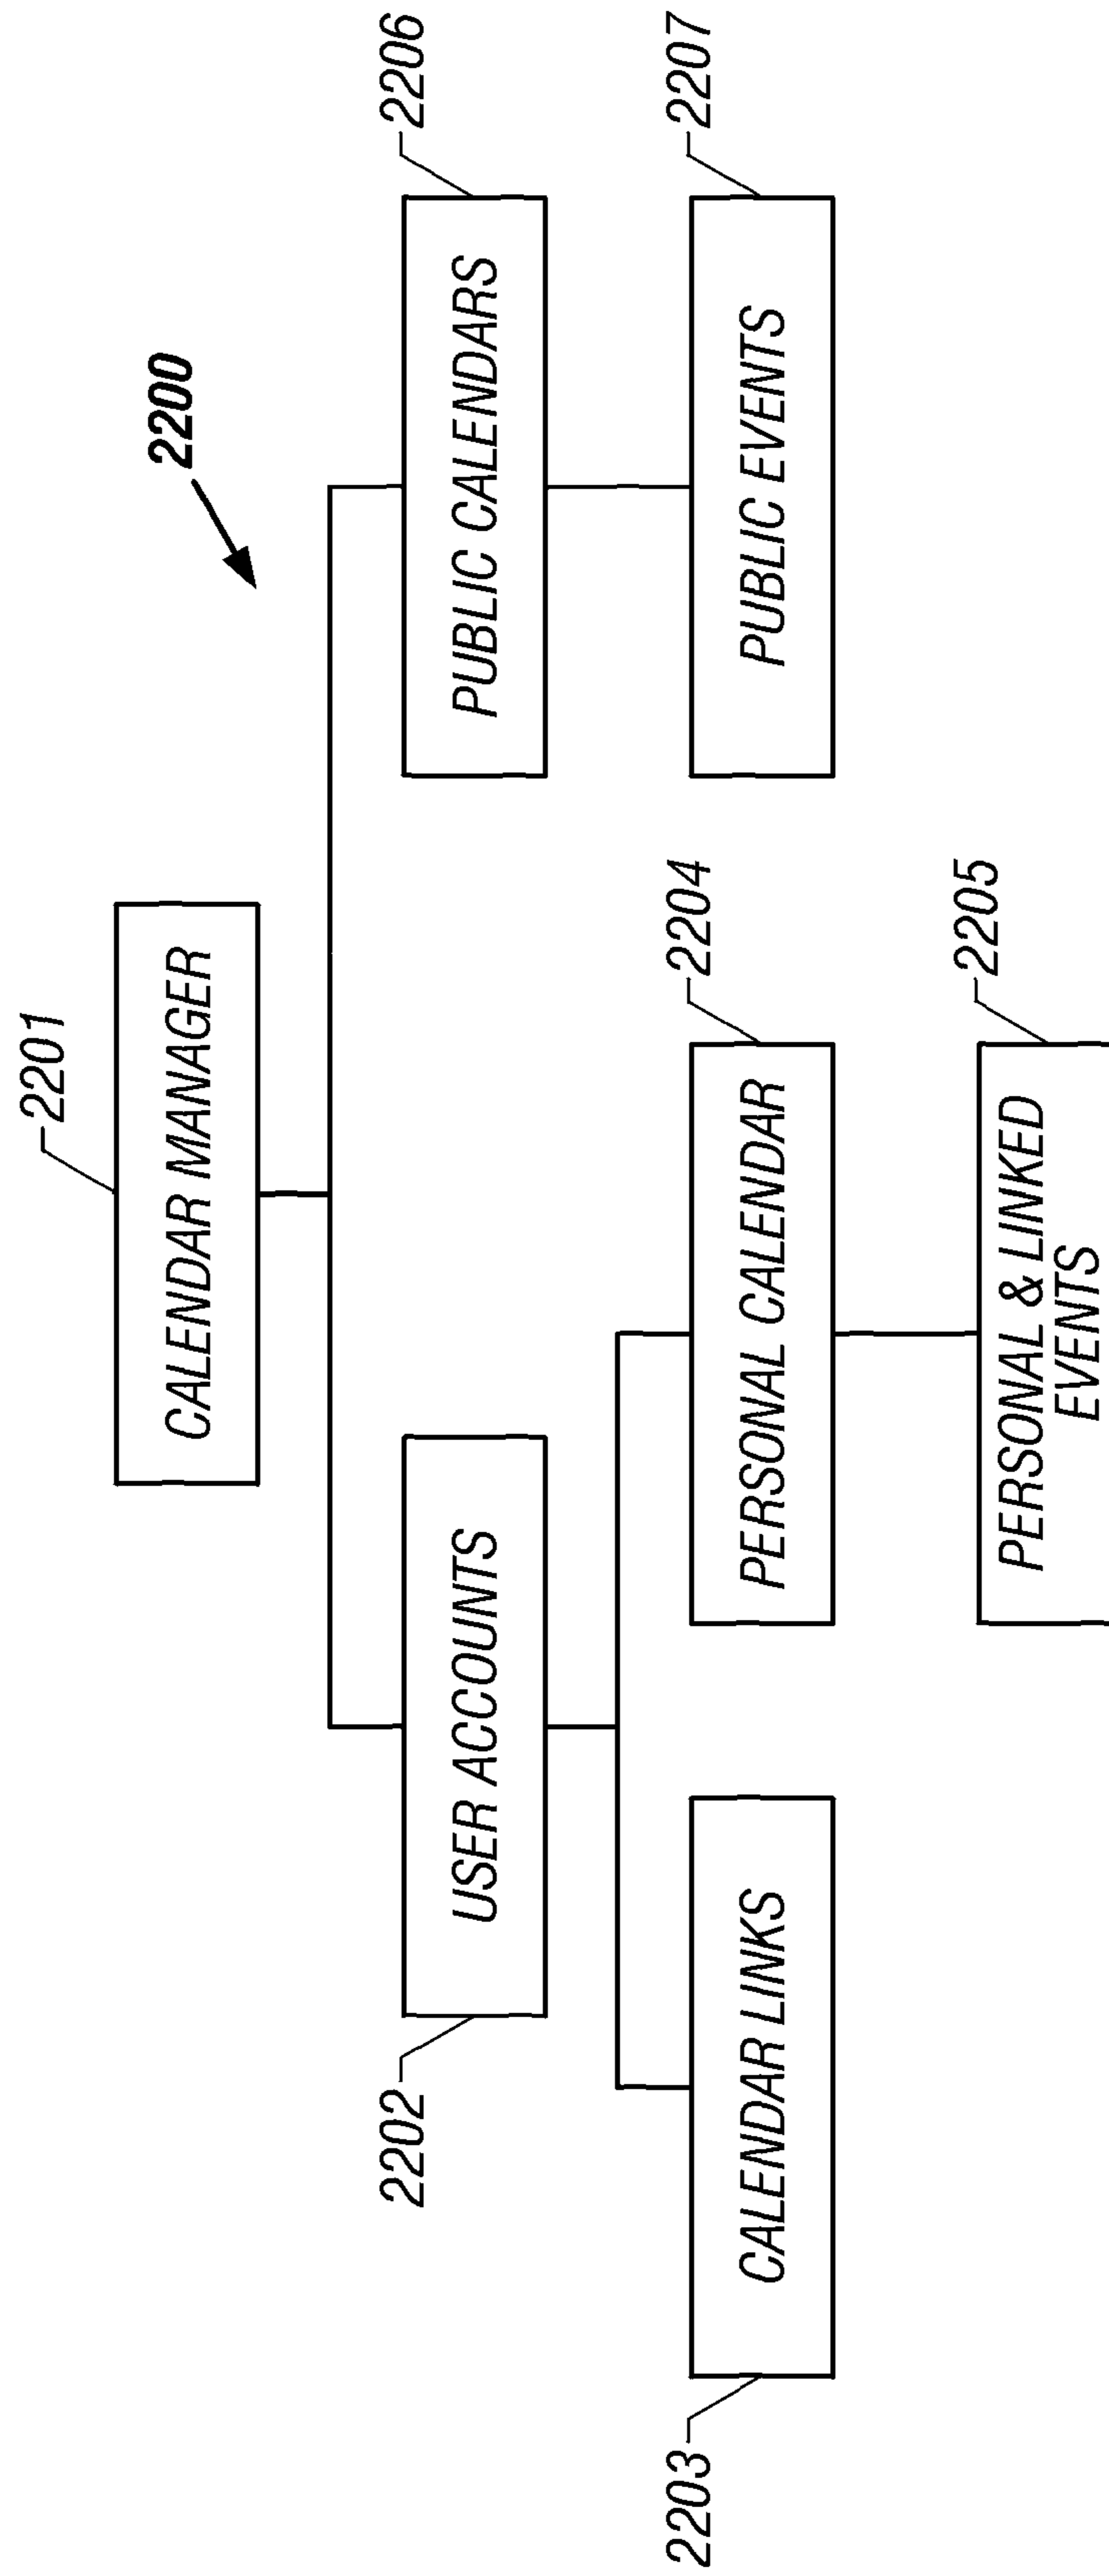 2200
2201
CALENDAR MANAGER
2202
USER ACCOUNTS
PUBLIC CALENDARS
2206
2203
CALENDAR LINKS
PERSONAL CALENDAR
2204
PUBLIC EVENTS
2207
PERSONAL & LINKED
EVENTS
2205